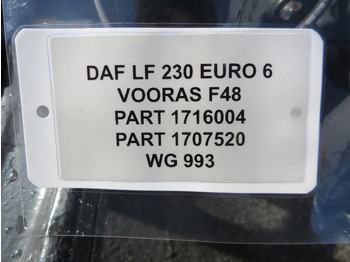 DAF LF 230 EURO 6
VOORAS F48
PART 1716004
PART 1707520
WG 993